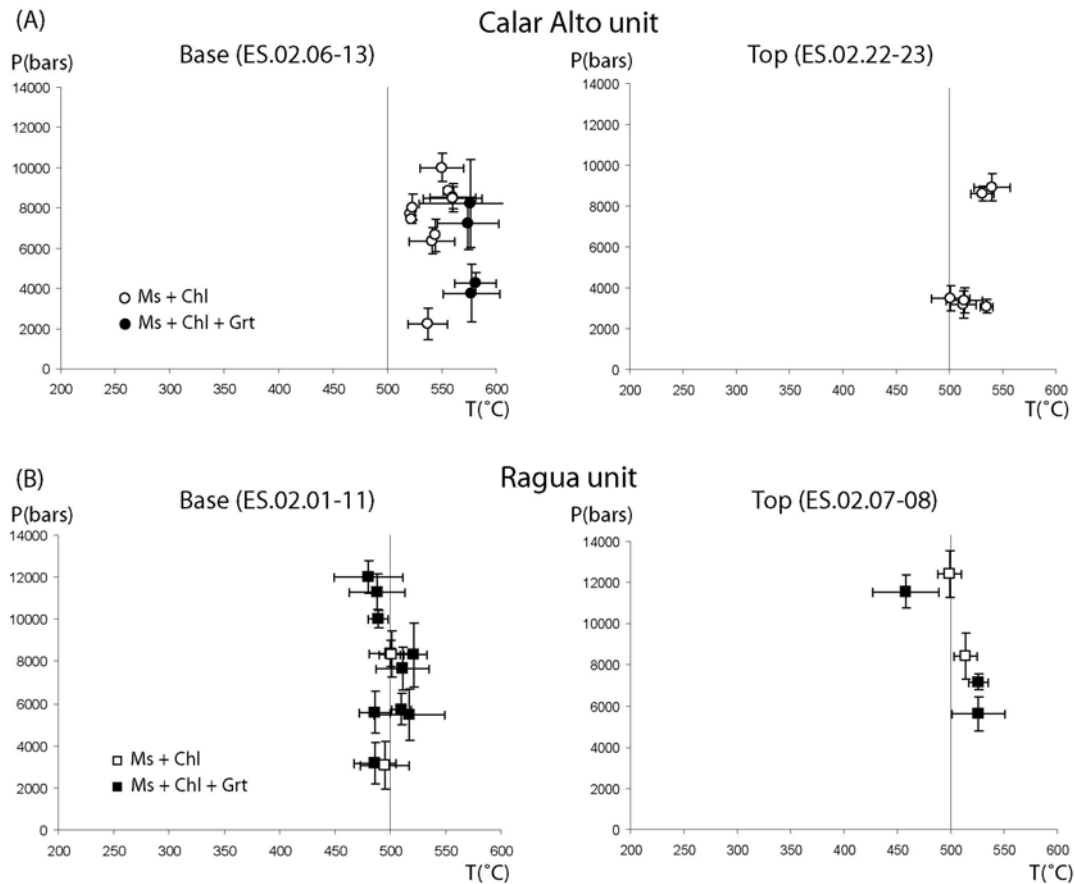 (A)
Calar Alto unit
Base (ES.02.06-13)
P(bars)
14000
12000
10000
8000
6000
4000
2000
0
200 250 300 350 400 450 500 550 600
T(°C)
Ms + Chl
Ms + Chl + Grt
Top (ES.02.22-23)
P(bars)
14000
12000
10000
8000
6000
4000
2000
0
200 250 300 350 400 450 500 550 600
T(°C)
(B)
Ragua unit
Base (ES.02.01-11)
P(bars)
14000
12000
10000
8000
6000
4000
2000
0
200 250 300 350 400 450 500 550 600
T(°C)
Ms + Chl
Ms + Chl + Grt
Top (ES.02.07-08)
P(bars)
14000
12000
10000
8000
6000
4000
2000
0
200 250 300 350 400 450 500 550 600
T(°C)